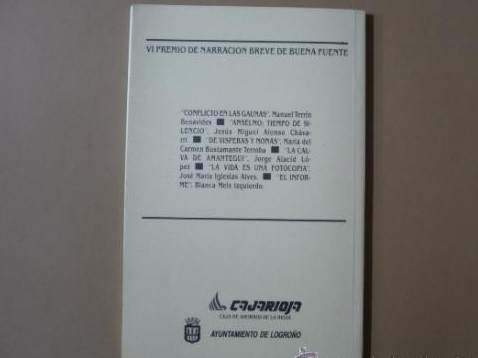 VI PREMIO DE NARRACION BREVE DE BUENA FUENTE
"CONFLICTO EN LAS GAUNAS", Manuel Terrín
Benavides ■ "ANSELMO: TIEMPO DE SI-
LENCIO", Jesús Miguel Alonso Cháva-
rri ■ "DE VISPERAS Y NONAS", María del
Carmen Bustamante Terroba ■ "LA CAL-
VA DE AMANTEGUI", Jorge Alacid Ló-
pez ■ "LA VIDA ES UNA FOTOCOPIA",
José María Iglesias Alves. ■ "EL INFOR-
ME", Blanca Mels Izquierdo.
CAJARIOJA
CAJA DE AHORROS DE LA RIOJA
AYUNTAMIENTO DE LOGROÑO